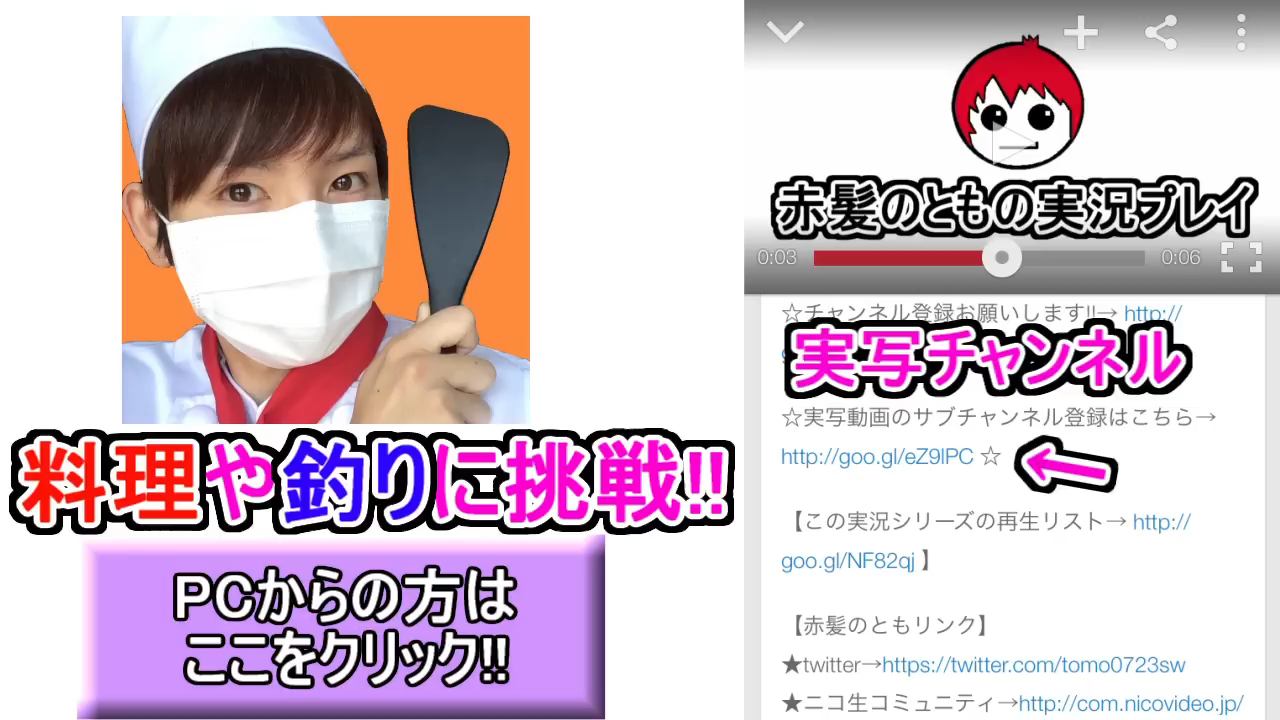 料理や釣りに挑戦!!
PCからの方は
ここをクリック!!
赤髪のともの実況プレイ
0:03
0:06
☆チャンネル登録お願いします!!→ http://
実写チャンネル
☆実写動画のサブチャンネル登録はこちら→
http://goo.gl/eZ9lPC ☆
【この実況シリーズの再生リスト→ http://
goo.gl/NF82qj 】
【赤髪のともリンク】
★twitter→https://twitter.com/tomo0723sw
★ニコ生コミュニティ→http://com.nicovideo.jp/